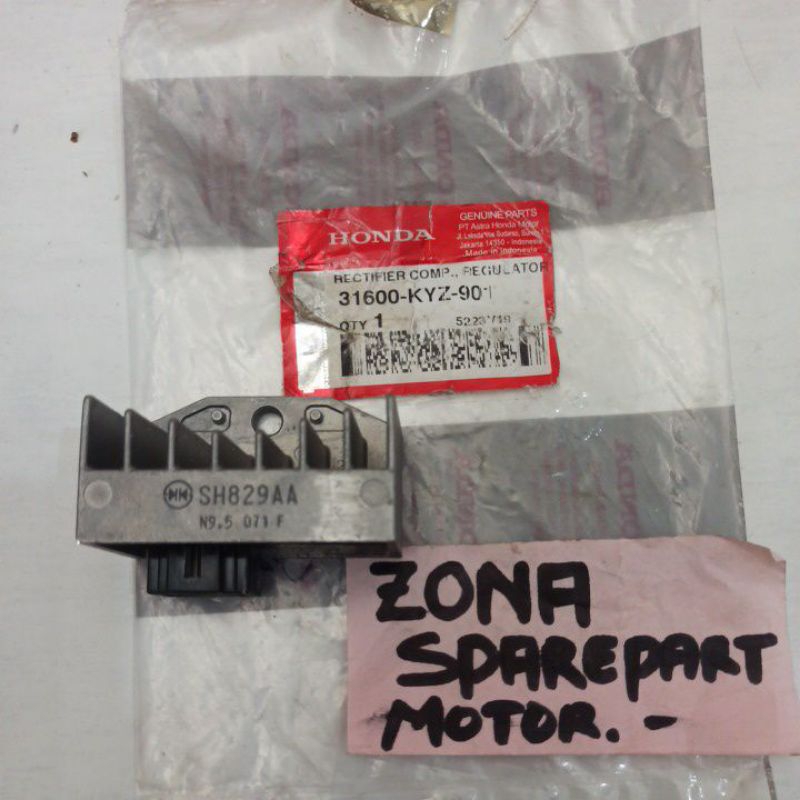 HONDA
GENUINE PARTS
PT Astra Honda Motor
Jakarta 14350 - Indonesia
Made in Indonesia
RECTIFIER COMP., REGULATOR
31600-KYZ-901
QTY 1
SH829AA
N9.5 071 F
ZONA
SPAREPART
MOTOR. -